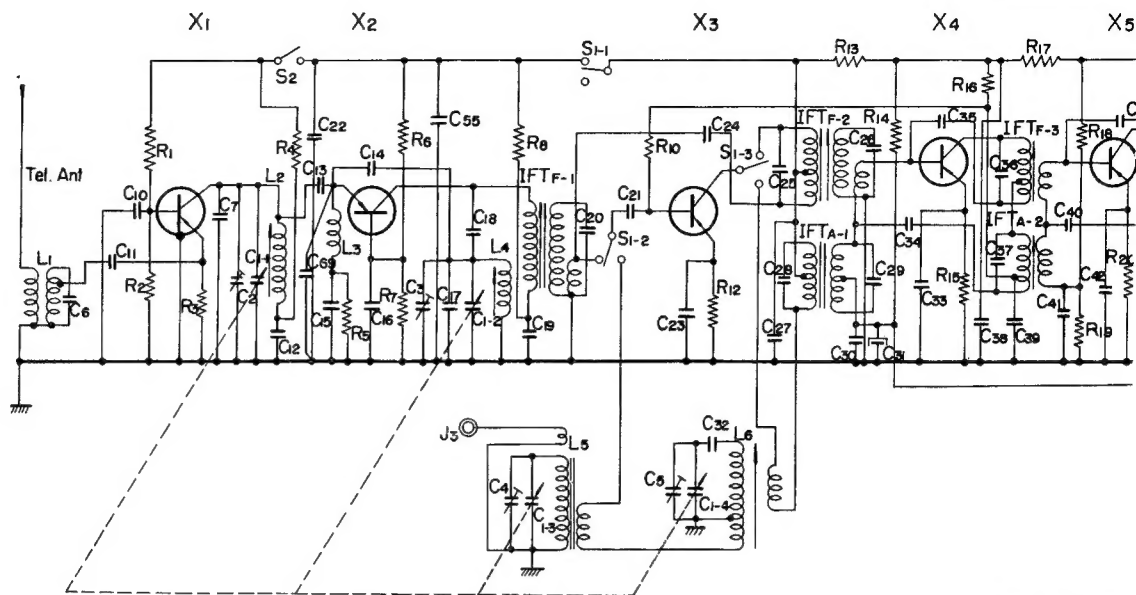 X1 X2 X3 X4 X5
S2 S1-1 R13 R17
R16
Tel. Ant R1 R4 C22 R6 C55 R8 R10 C24 S1-3 IFTF-2 R14 C26 C35 IFTF-3 R18
C10 C7 L2 C13 C14 IFTF-1 C21 C25 C36
L1 C11 L3 C18 C20 S1-2 IFTA-1 C34 IFTA-2 C40
C6 R2 R3 C2 C69 L4 C28 C29 C37
C12 C15 R5 C16 R7 C3 C17 C1-2 C19 C23 R12 C27 C30 C31 C33 R15 C38 C39 C41 C42 R19
J3 L5 C32 L6
C4 C1-3 C5 C1-4